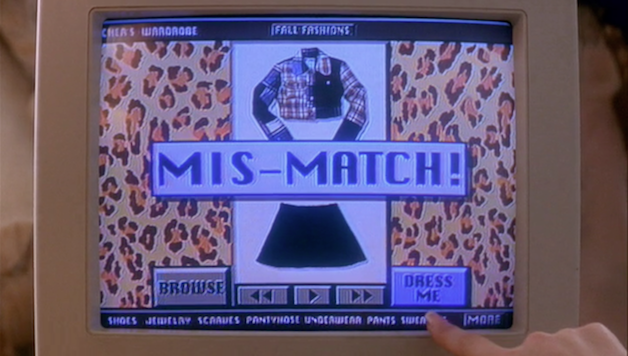 CHER'S WARDROBE
FALL FASHIONS
MIS-MATCH!
BROWSE
DRESS
ME
SHOES JEWELRY SCARVES PANTYHOSE UNDERWEAR PANTS
MORE